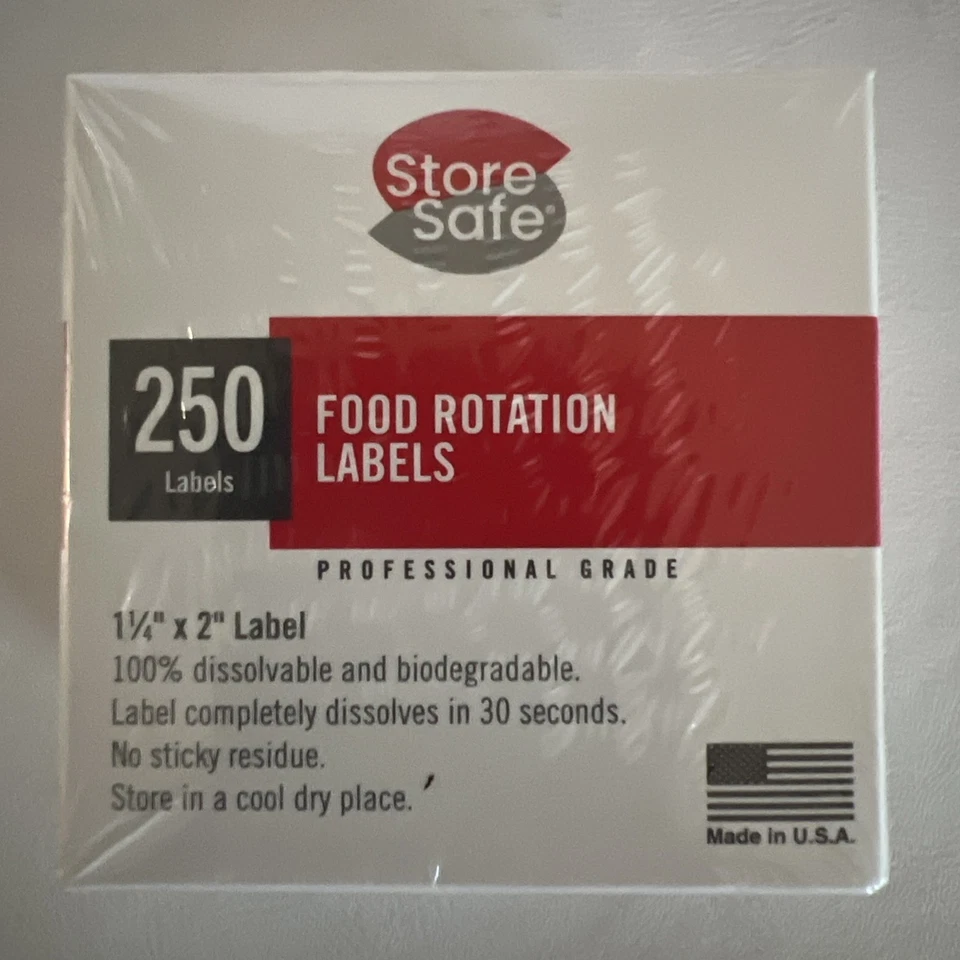 Store
Safe®
250
Labels
FOOD ROTATION
LABELS
PROFESSIONAL GRADE
1¼" x 2" Label
100% dissolvable and biodegradable.
Label completely dissolves in 30 seconds.
No sticky residue.
Store in a cool dry place.
Made in U.S.A.